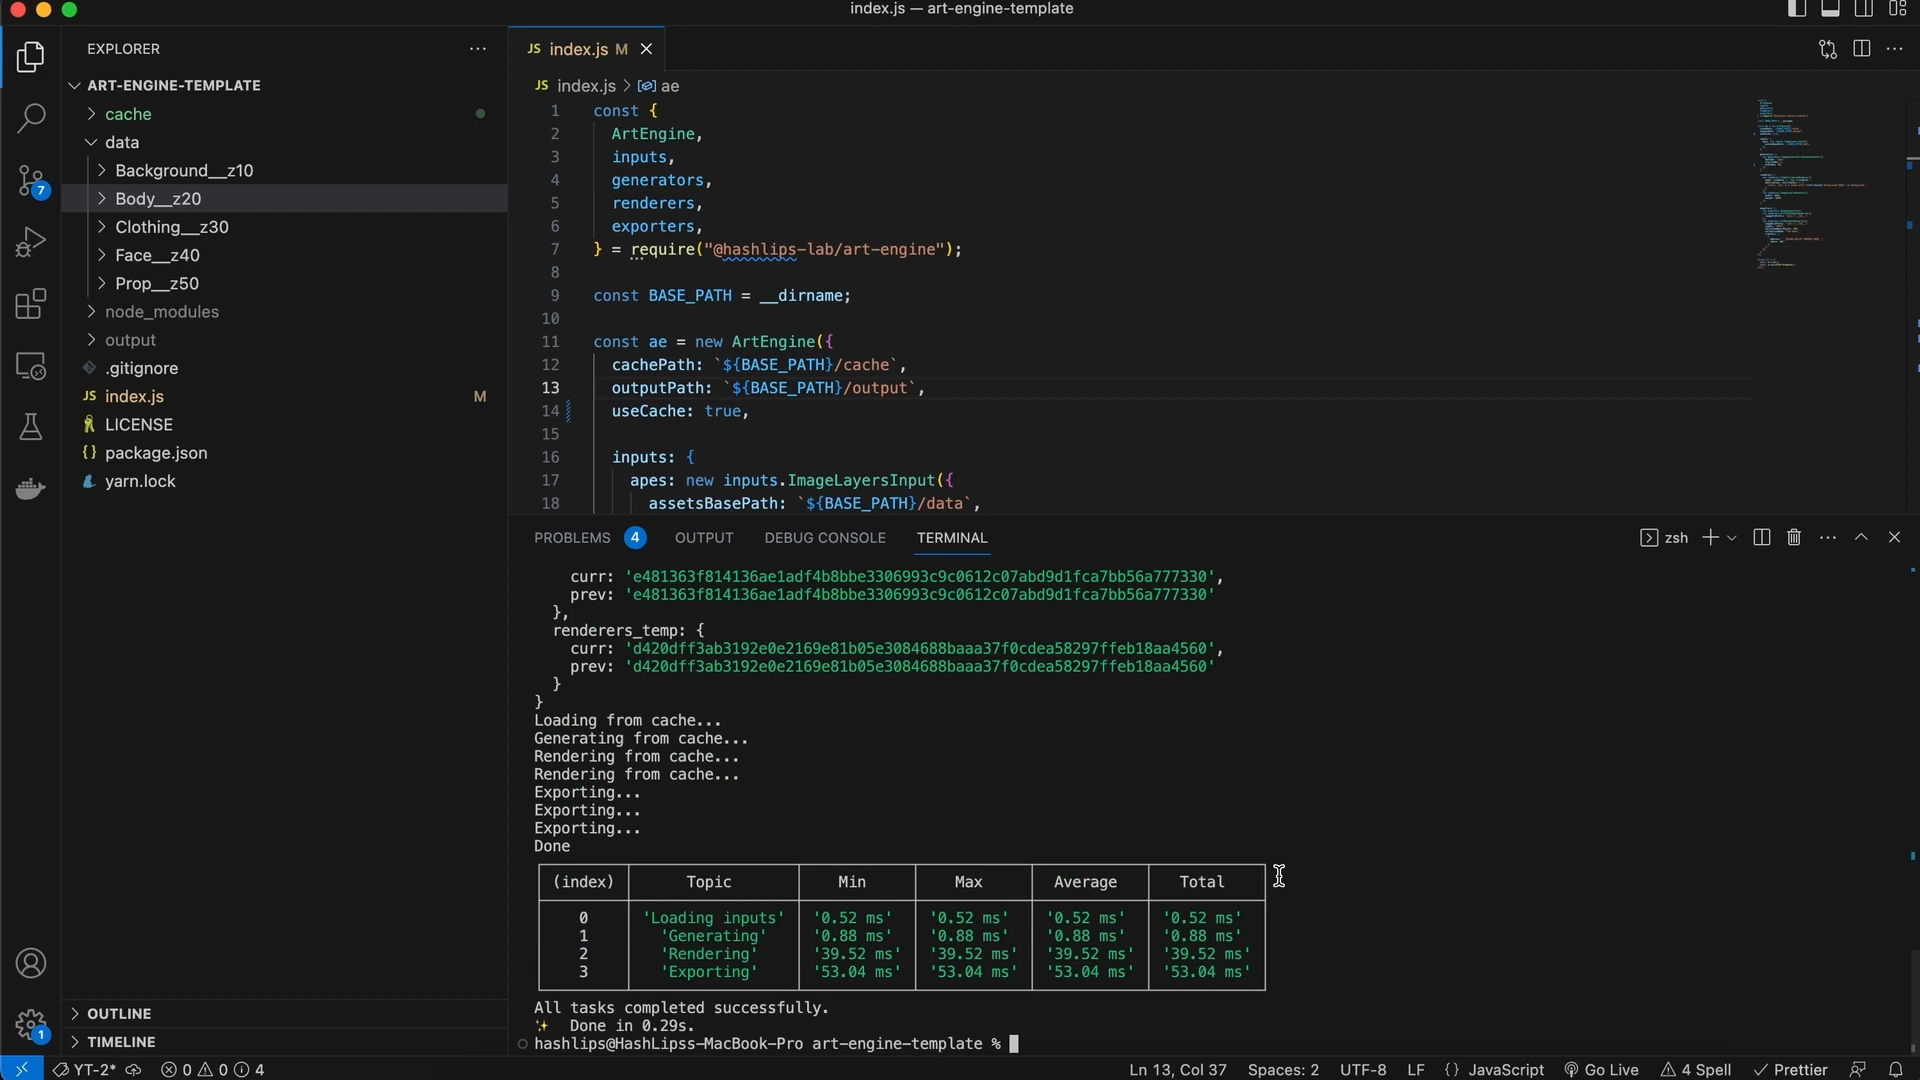 index.js — art-engine-template
EXPLORER
ART-ENGINE-TEMPLATE
cache
data
Background__z10
Body__z20
Clothing__z30
Face__z40
Prop__z50
node_modules
output
.gitignore
JS index.js M
LICENSE
{} package.json
yarn.lock
7
1
OUTLINE
TIMELINE
JS index.js M
JS index.js > ae
1 const {
2 ArtEngine,
3 inputs,
4 generators,
5 renderers,
6 exporters,
7 } = require("@hashlips-lab/art-engine");
8
9 const BASE_PATH = __dirname;
10
11 const ae = new ArtEngine({
12 cachePath: `${BASE_PATH}/cache`,
13 outputPath: `${BASE_PATH}/output`,
14 useCache: true,
15
16 inputs: {
17 apes: new inputs.ImageLayersInput({
18 assetsBasePath: `${BASE_PATH}/data`,
PROBLEMS 4 OUTPUT DEBUG CONSOLE TERMINAL zsh
curr: 'e481363f814136ae1adf4b8bbe3306993c9c0612c07abd9d1fca7bb56a777330',
prev: 'e481363f814136ae1adf4b8bbe3306993c9c0612c07abd9d1fca7bb56a777330'
},
renderers_temp: {
curr: 'd420dff3ab3192e0e2169e81b05e3084688baaa37f0cdea58297ffeb18aa4560',
prev: 'd420dff3ab3192e0e2169e81b05e3084688baaa37f0cdea58297ffeb18aa4560'
}
}
Loading from cache...
Generating from cache...
Rendering from cache...
Rendering from cache...
Exporting...
Exporting...
Exporting...
Done
(index) Topic Min Max Average Total
0 'Loading inputs' '0.52 ms' '0.52 ms' '0.52 ms' '0.52 ms'
1 'Generating' '0.88 ms' '0.88 ms' '0.88 ms' '0.88 ms'
2 'Rendering' '39.52 ms' '39.52 ms' '39.52 ms' '39.52 ms'
3 'Exporting' '53.04 ms' '53.04 ms' '53.04 ms' '53.04 ms'
All tasks completed successfully.
✨ Done in 0.29s.
hashlips@HashLipss-MacBook-Pro art-engine-template %
YT-2* 0 0 4 Ln 13, Col 37 Spaces: 2 UTF-8 LF {} JavaScript Go Live 4 Spell Prettier